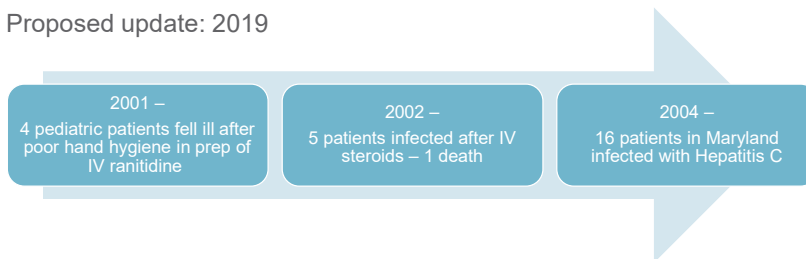 Proposed update: 2019
2001 –
4 pediatric patients fell ill after
poor hand hygiene in prep of
IV ranitidine
2002 –
5 patients infected after IV
steroids – 1 death
2004 –
16 patients in Maryland
infected with Hepatitis C